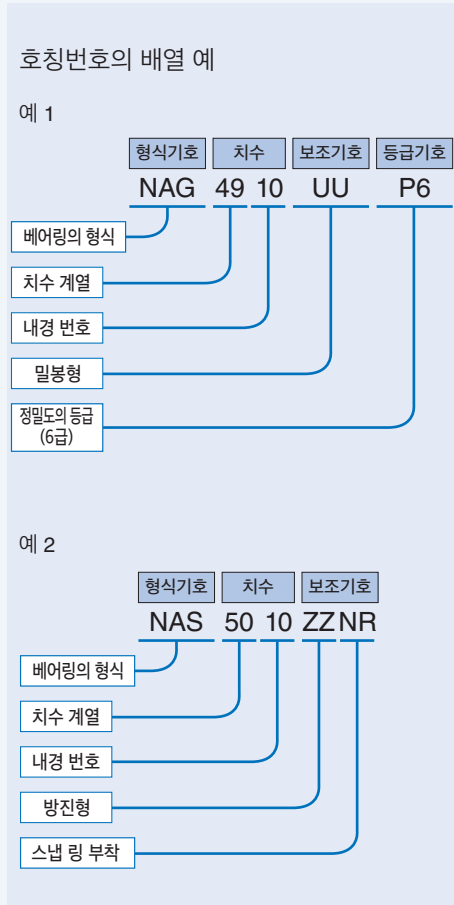 호칭번호의 배열 예
예 1
형식기호 치수 보조기호 등급기호
NAG 49 10 UU P6
베어링의 형식
치수 계열
내경 번호
밀봉형
정밀도의 등급
(6급)
예 2
형식기호 치수 보조기호
NAS 50 10 ZZ NR
베어링의 형식
치수 계열
내경 번호
방진형
스냅 링 부착